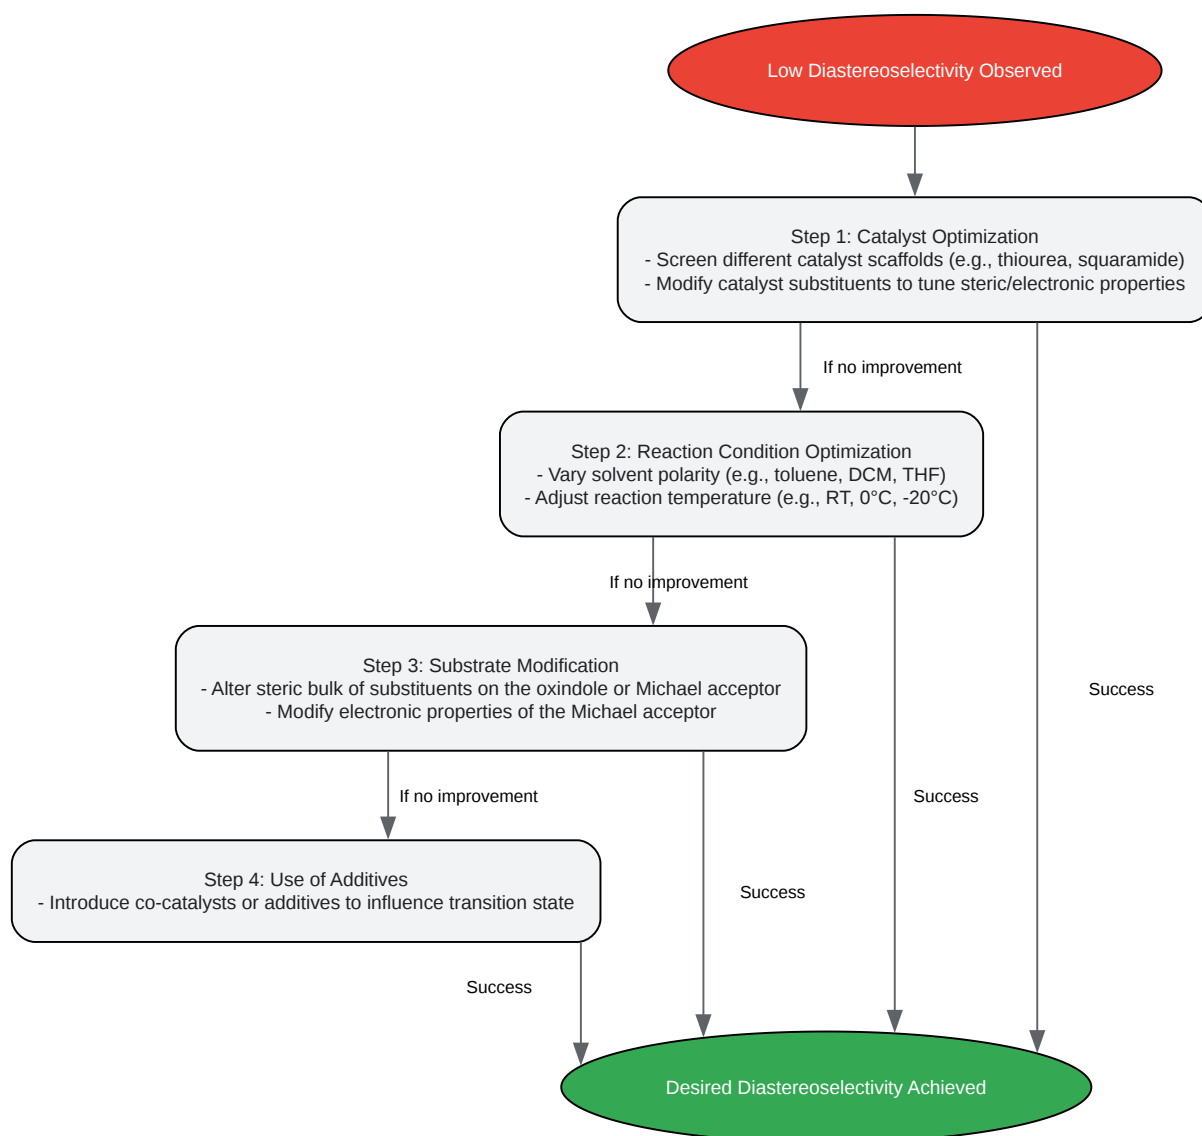 Low Diastereoselectivity Observed
Step 1: Catalyst Optimization
- Screen different catalyst scaffolds (e.g., thiourea, squaramide)
- Modify catalyst substituents to tune steric/electronic properties
If no improvement
Step 2: Reaction Condition Optimization
- Vary solvent polarity (e.g., toluene, DCM, THF)
- Adjust reaction temperature (e.g., RT, 0°C, -20°C)
If no improvement
Step 3: Substrate Modification
- Alter steric bulk of substituents on the oxindole or Michael acceptor
- Modify electronic properties of the Michael acceptor
Success
If no improvement
Success
Step 4: Use of Additives
- Introduce co-catalysts or additives to influence transition state
Success
Success
Desired Diastereoselectivity Achieved